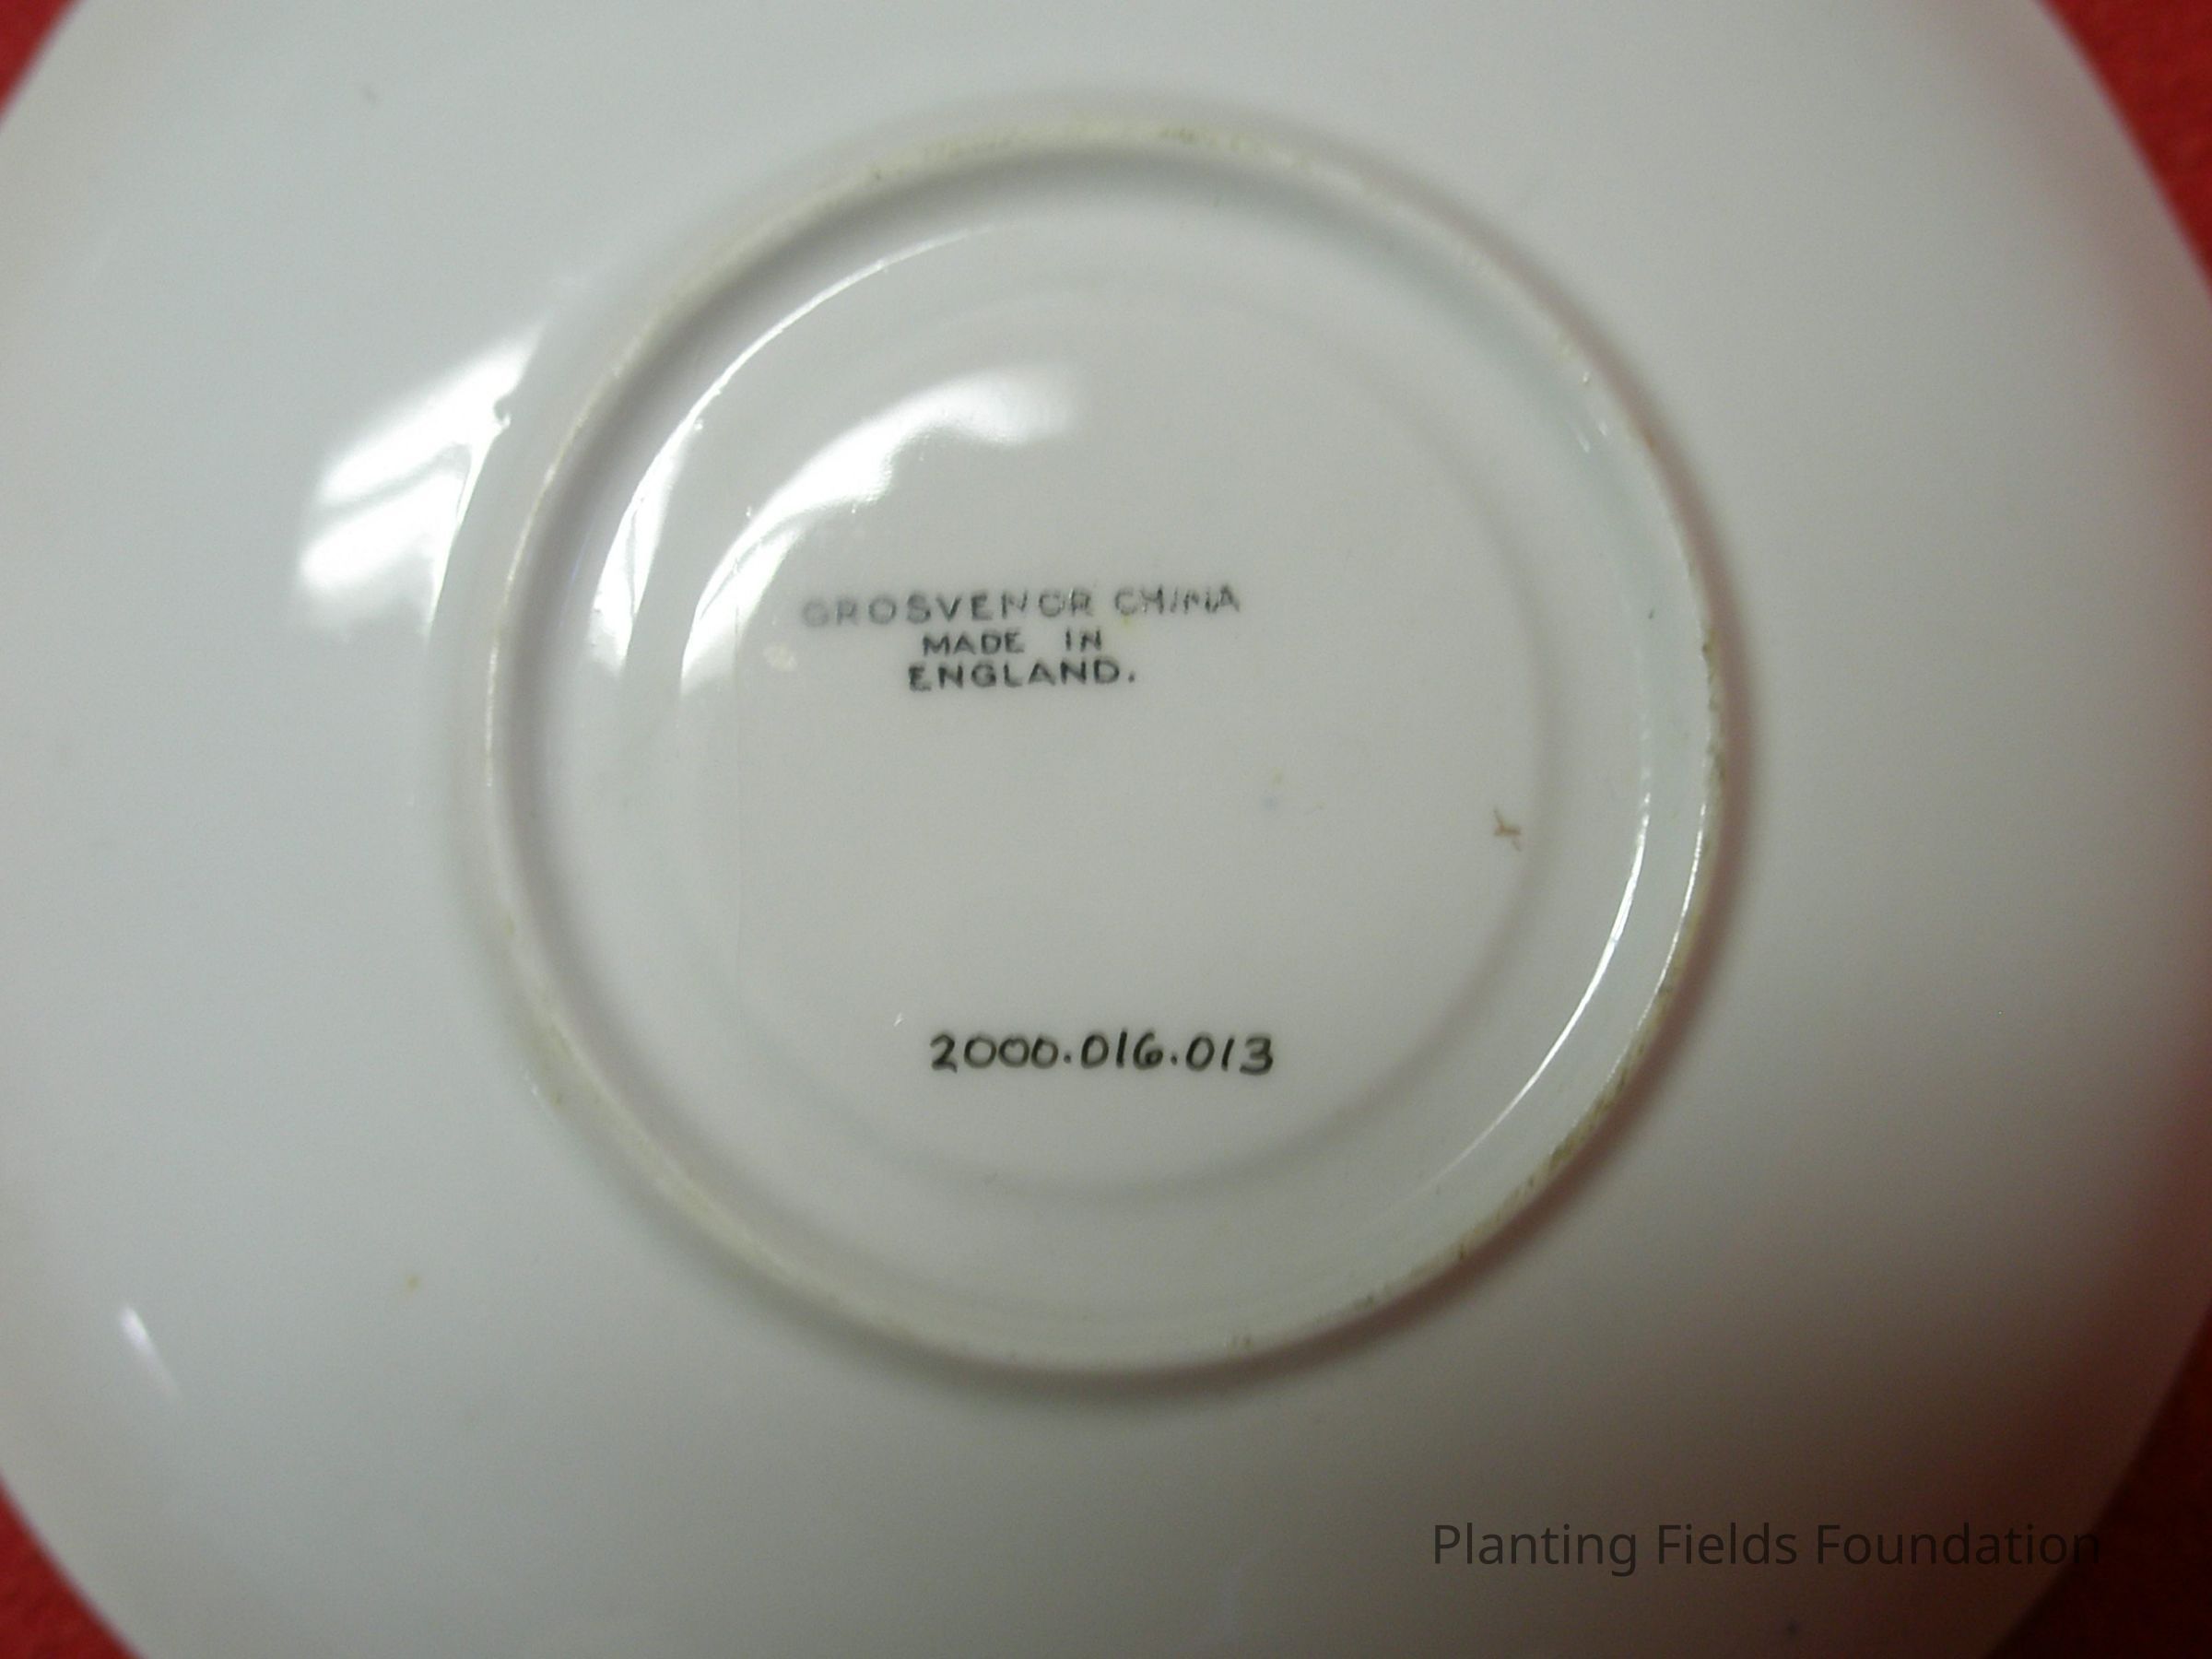 GROSVENOR CHINA
MADE IN
ENGLAND.
2000.016.013
Planting Fields Foundation